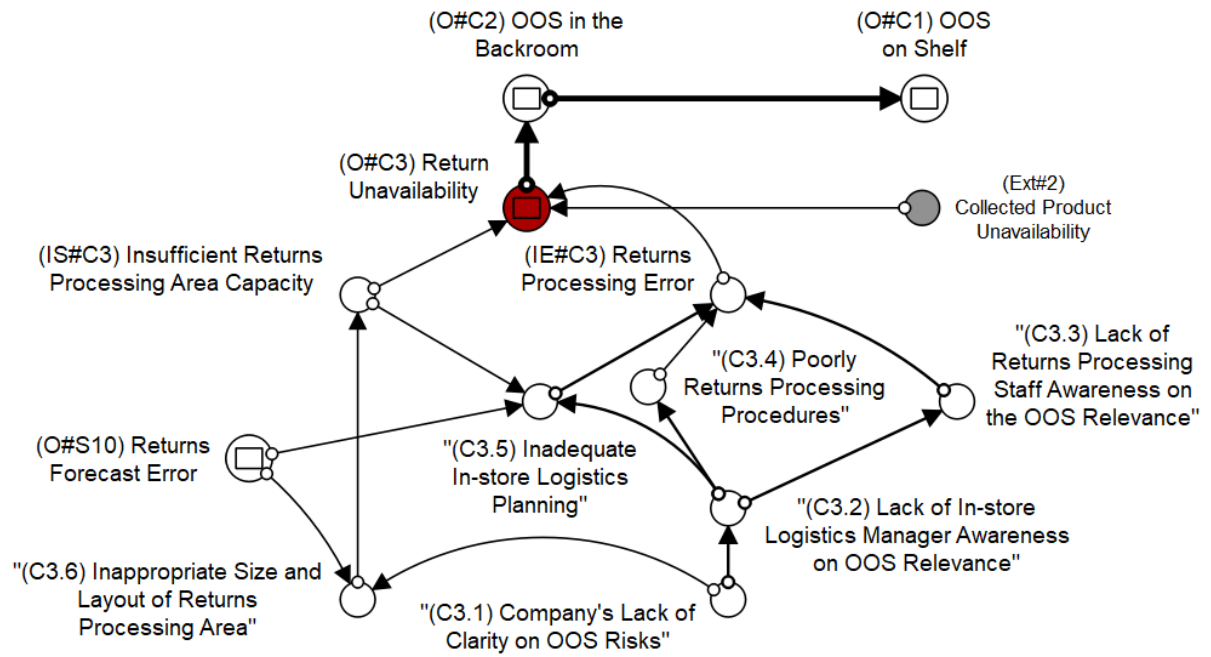 (O#C2) OOS in the
Backroom
(O#C1) OOS
on Shelf
(O#C3) Return
Unavailability
(Ext#2)
Collected Product
Unavailability
(IS#C3) Insufficient Returns
Processing Area Capacity
(IE#C3) Returns
Processing Error
"(C3.4) Poorly
Returns Processing
Procedures"
"(C3.3) Lack of
Returns Processing
Staff Awareness on
the OOS Relevance"
(O#S10) Returns
Forecast Error
"(C3.5) Inadequate
In-store Logistics
Planning"
"(C3.2) Lack of In-store
Logistics Manager Awareness
on OOS Relevance"
"(C3.6) Inappropriate Size and
Layout of Returns
Processing Area"
"(C3.1) Company's Lack of
Clarity on OOS Risks"